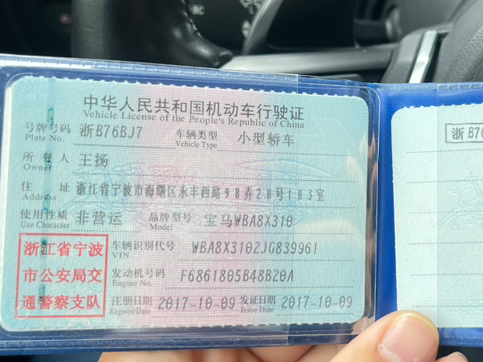 中华人民共和国机动车行驶证
Vehicle License of the People's Republic of China
号牌号码 浙B76BJ7 车辆类型 小型轿车
Plate No. Vehicle Type
所有人 王扬
Owner
住址 浙江省宁波市海曙区永丰西路98弄20号103室
Address
使用性质 非营运 品牌型号 宝马WBA8X310
Use Character Model
浙江省宁波
市公安局交
通警察支队
车辆识别代号 WBA8X3102JG839961
VIN
发动机号码 F6861805B48B20A
Engine No.
注册日期 2017-10-09 发证日期 2017-10-09
Register Date Issue Date
浙B76